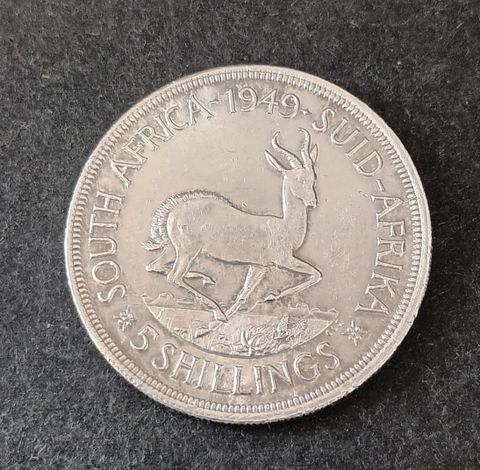 SOUTH AFRICA · 1949 · SUID-AFRIKA
5 SHILLINGS